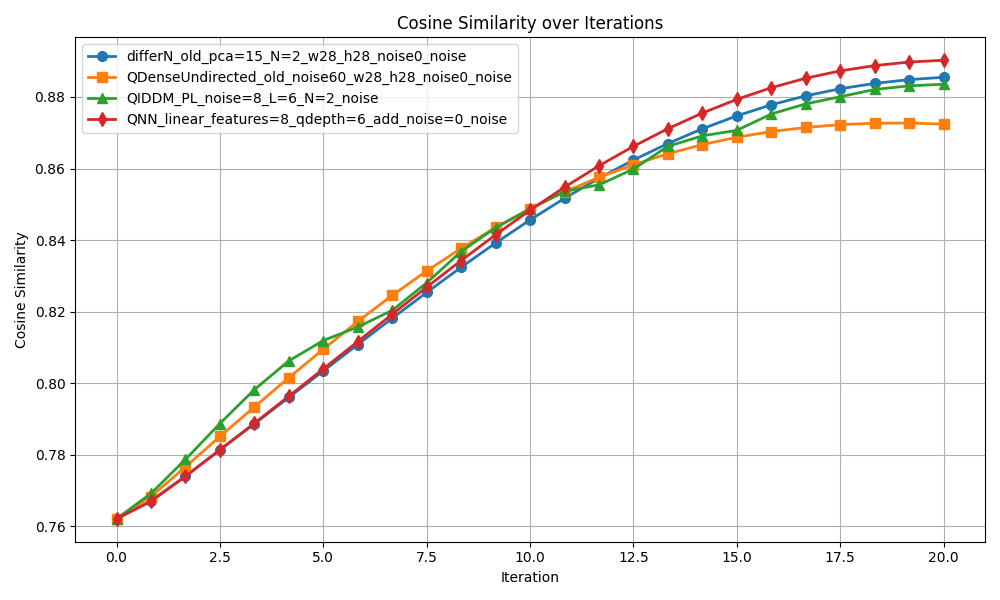 Cosine Similarity over Iterations
differN_old_pca=15_N=2_w28_h28_noise0_noise
QDenseUndirected_old_noise60_w28_h28_noise0_noise
QIDDM_PL_noise=8_L=6_N=2_noise
QNN_linear_features=8_qdepth=6_add_noise=0_noise
Cosine Similarity
0.88
0.86
0.84
0.82
0.80
0.78
0.76
0.0 2.5 5.0 7.5 10.0 12.5 15.0 17.5 20.0
Iteration